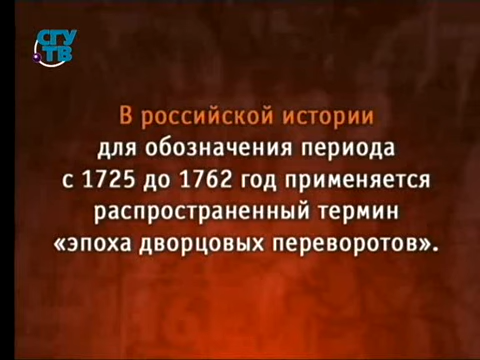 СГУ
ТВ
В российской истории
для обозначения периода
с 1725 до 1762 год применяется
распространенный термин
«эпоха дворцовых переворотов».